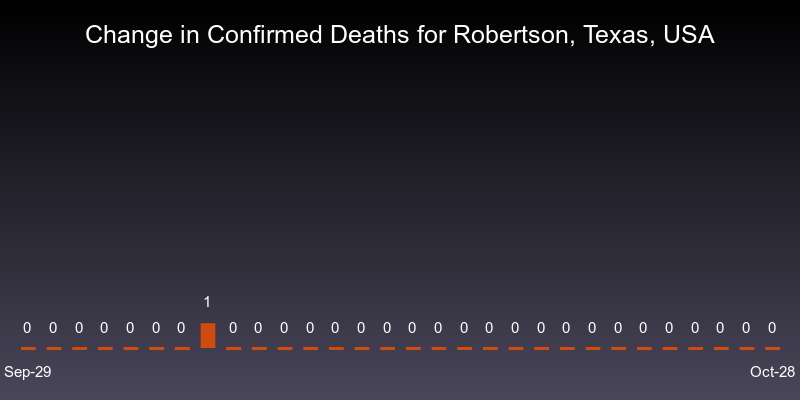 Change in Confirmed Deaths for Robertson, Texas, USA
1
0 0 0 0 0 0 0 0 0 0 0 0 0 0 0 0 0 0 0 0 0 0 0 0 0 0 0 0 0
Sep-29 Oct-28